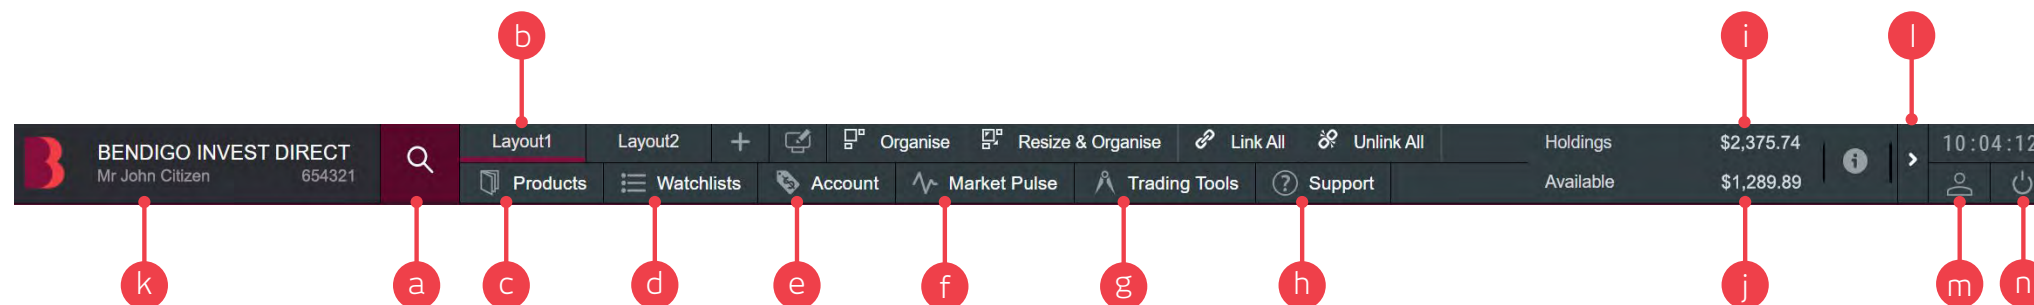 b i l
Layout1 Layout2 + Organise Resize & Organise Link All Unlink All Holdings $2,375.74 10:04:12
BENDIGO INVEST DIRECT
Mr John Citizen 654321
Products Watchlists Account Market Pulse Trading Tools Support Available $1,289.89
k a c d e f g h j m n